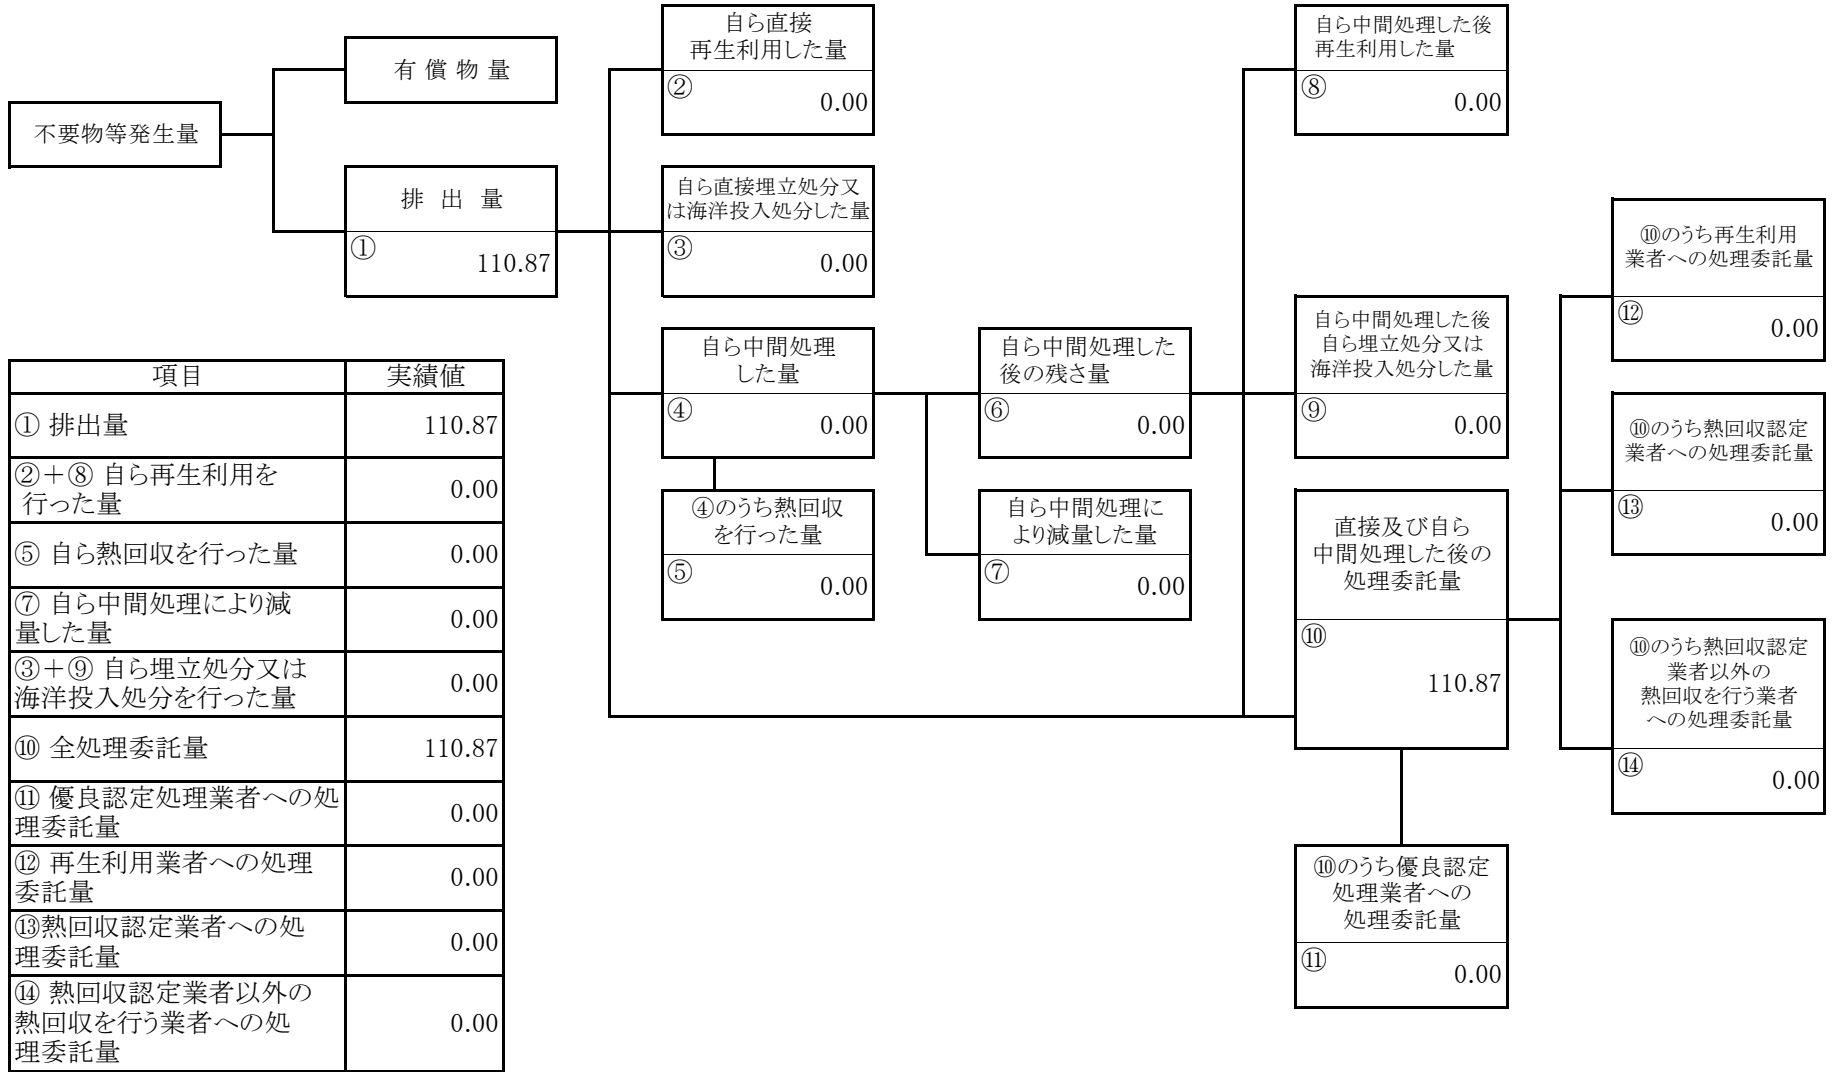 不要物等発生量
有 償 物 量
排 出 量
①
110.87
自ら直接
再生利用した量
②
0.00
自ら直接埋立処分又
は海洋投入処分した量
③
0.00
自ら中間処理
した量
④
0.00
④のうち熱回収
を行った量
⑤
0.00
自ら中間処理した
後の残さ量
⑥
0.00
自ら中間処理に
より減量した量
⑦
0.00
自ら中間処理した後
再生利用した量
⑧
0.00
自ら中間処理した後
自ら埋立処分又は
海洋投入処分した量
⑨
0.00
直接及び自ら
中間処理した後の
処理委託量
⑩
110.87
⑩のうち優良認定
処理業者への
処理委託量
⑪
0.00
⑩のうち再生利用
業者への処理委託量
⑫
0.00
⑩のうち熱回収認定
業者への処理委託量
⑬
0.00
⑩のうち熱回収認定
業者以外の
熱回収を行う業者
への処理委託量
⑭
0.00
項目 実績値
① 排出量 110.87
②＋⑧ 自ら再生利用を
行った量 0.00
⑤ 自ら熱回収を行った量 0.00
⑦ 自ら中間処理により減
量した量 0.00
③＋⑨ 自ら埋立処分又は
海洋投入処分を行った量 0.00
⑩ 全処理委託量 110.87
⑪ 優良認定処理業者への処
理委託量 0.00
⑫ 再生利用業者への処理
委託量 0.00
⑬熱回収認定業者への処
理委託量 0.00
⑭ 熱回収認定業者以外の
熱回収を行う業者への処
理委託量 0.00